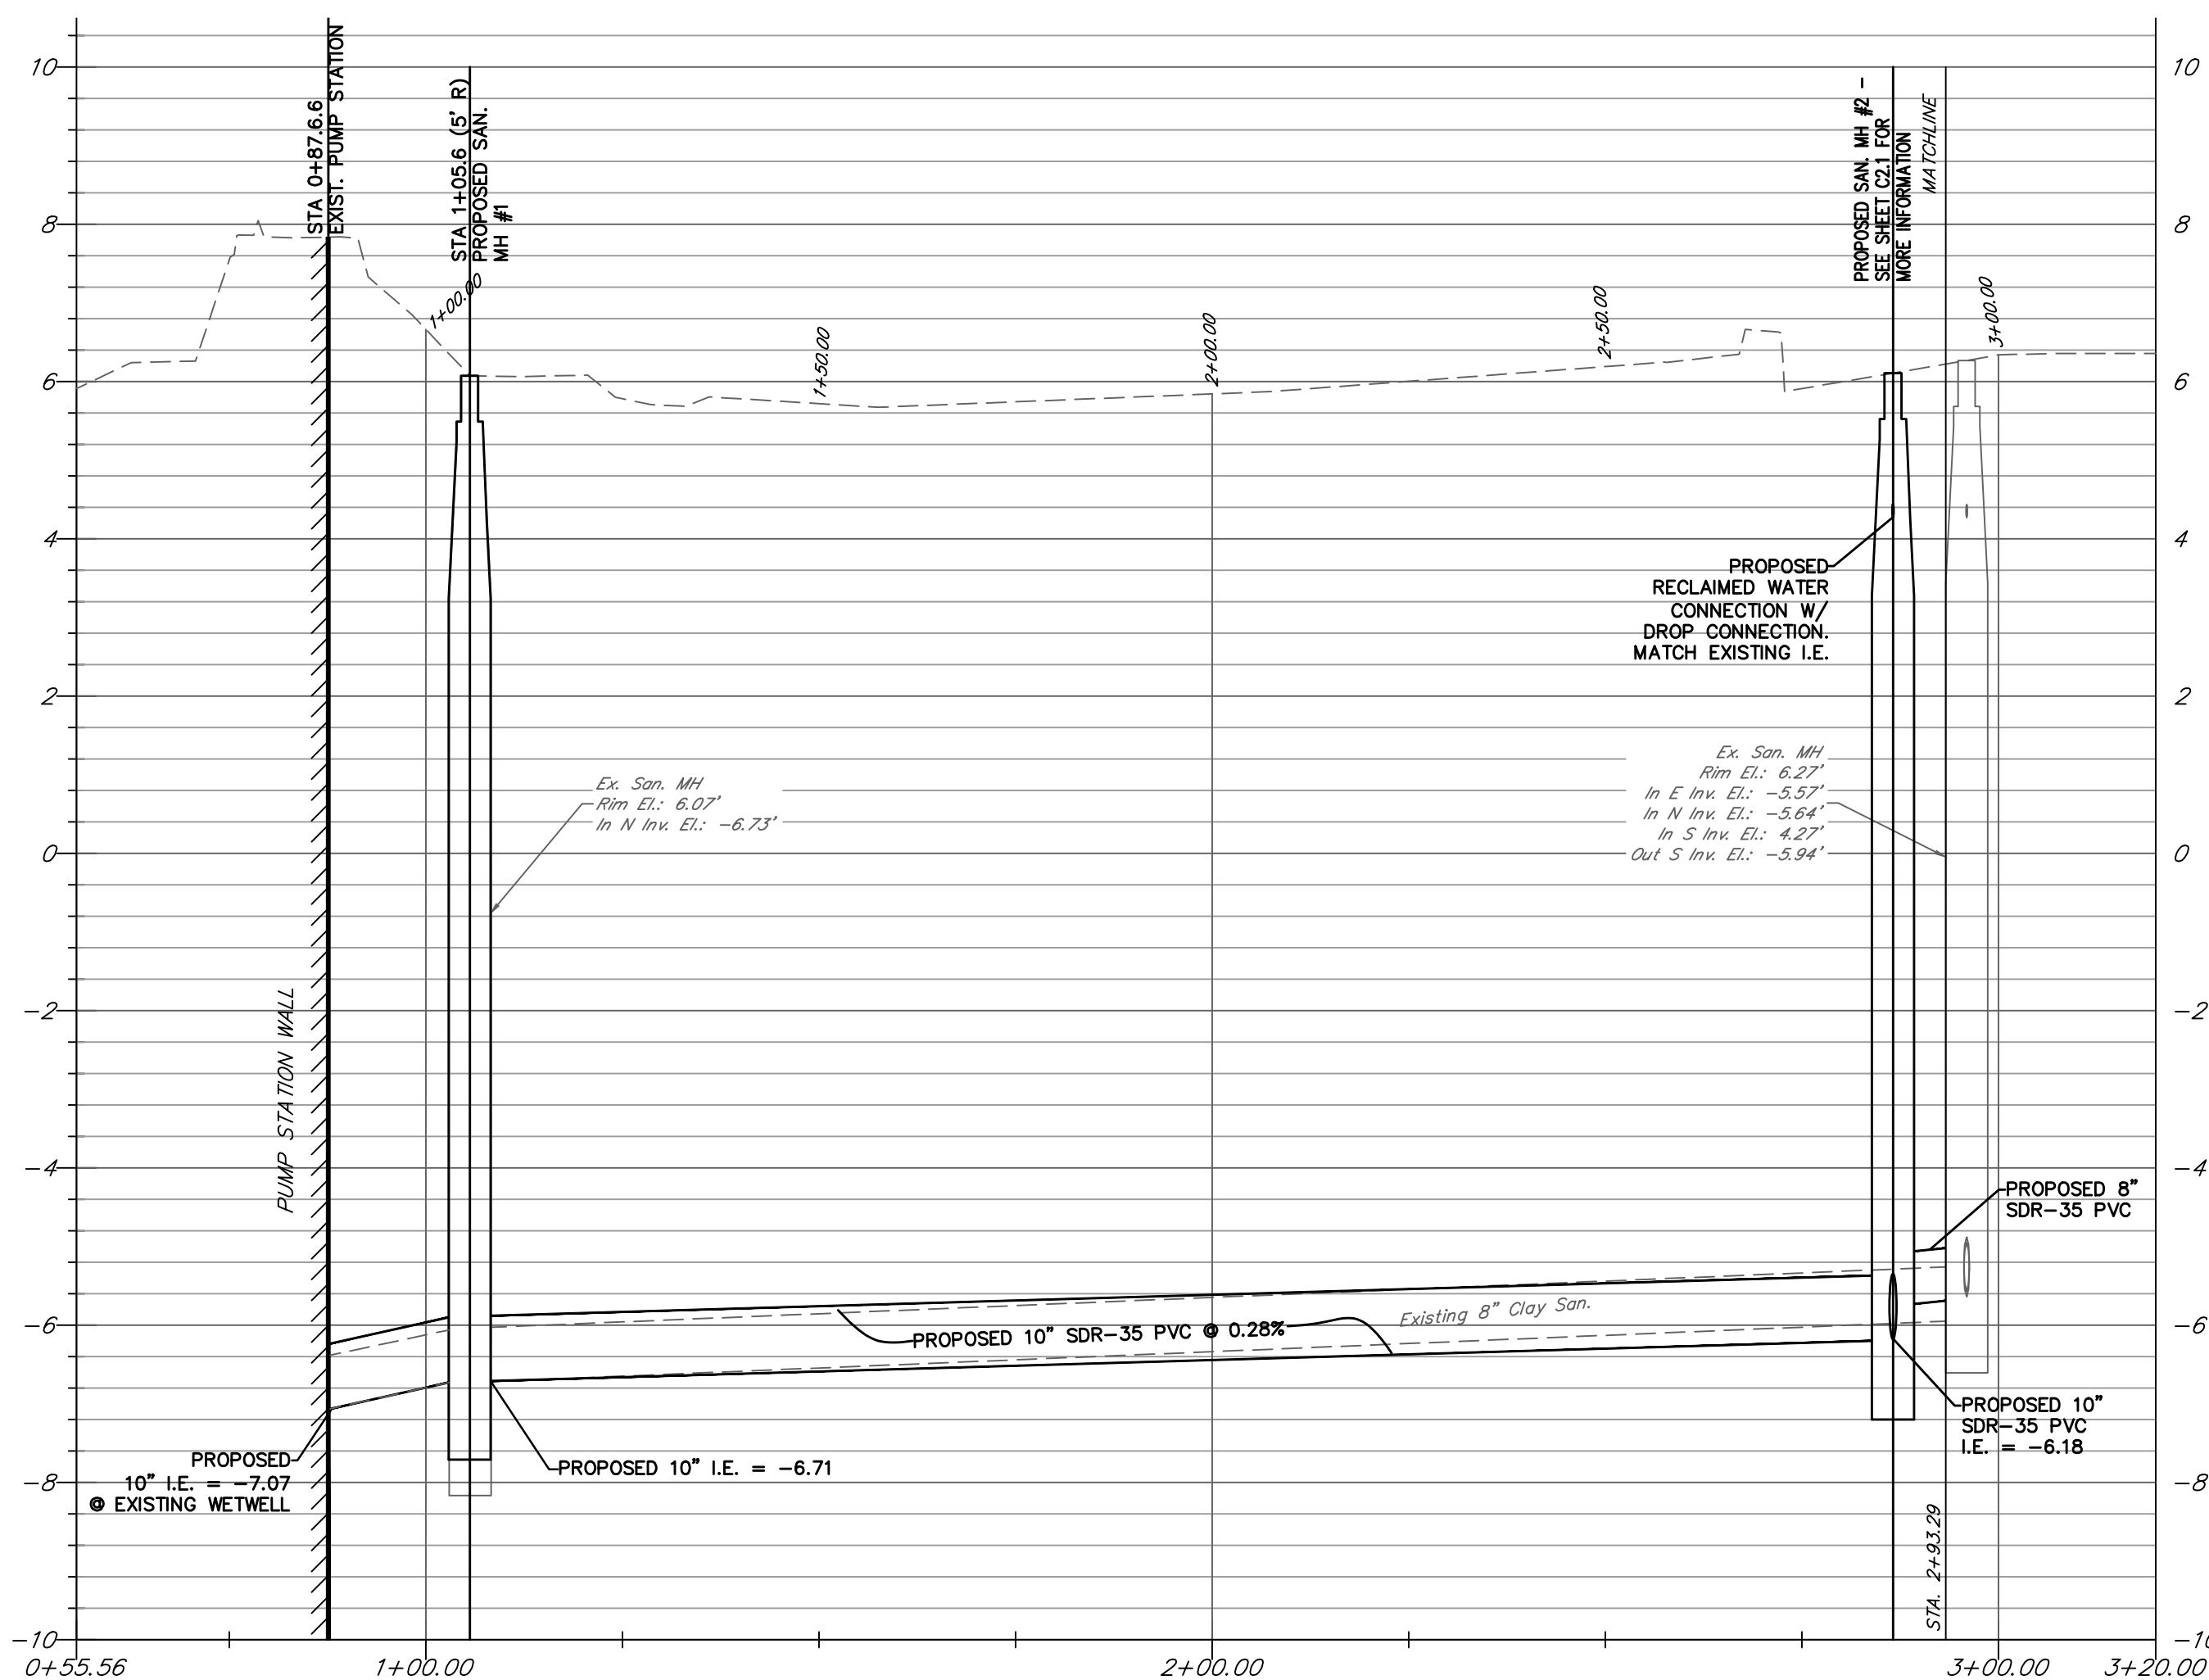 STA 0+87.6.6
EXIST. PUMP STATION
STA 1+05.6 (5' R)
PROPOSED SAN.
MH #1
PROPOSED SAN. MH #2 -
SEE SHEET C2.1 FOR
MORE INFORMATION
MATCHLINE
10
8
6
4
2
0
-2
-4
-6
-8
-10
10
8
6
4
2
0
-2
-4
-6
-8
1+00.00
1+50.00
2+00.00
2+50.00
3+00.00
PROPOSED
RECLAIMED WATER
CONNECTION W/
DROP CONNECTION.
MATCH EXISTING I.E.
Ex. San. MH
Rim El.: 6.07'
In N Inv. El.: -6.73'
Ex. San. MH
Rim El.: 6.27'
In E Inv. El.: -5.57'
In N Inv. El.: -5.64'
In S Inv. El.: 4.27'
Out S Inv. El.: -5.94'
PUMP STATION WALL
PROPOSED 8"
SDR-35 PVC
Existing 8" Clay San.
PROPOSED 10" SDR-35 PVC @ 0.28%
PROPOSED
10" I.E. = -7.07
@ EXISTING WETWELL
PROPOSED 10" I.E. = -6.71
PROPOSED 10"
SDR-35 PVC
I.E. = -6.18
STA. 2+93.29
0+55.56
1+00.00
2+00.00
3+00.00
3+20.00